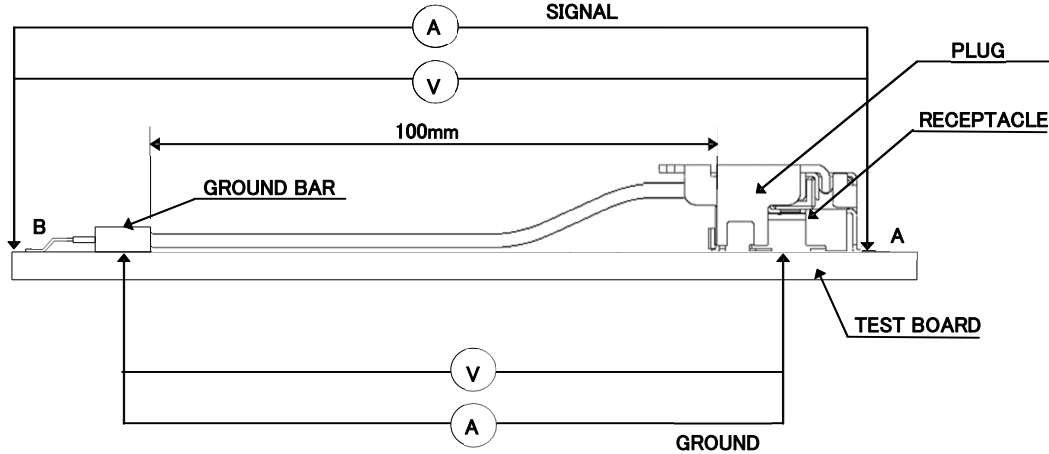 SIGNAL
A
PLUG
V
RECEPTACLE
100mm
GROUND BAR
B
A
TEST BOARD
V
A
GROUND